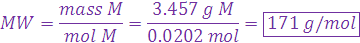 MW = mass M / mol M = 3.457 g M / 0.0202 mol = 171 g/mol